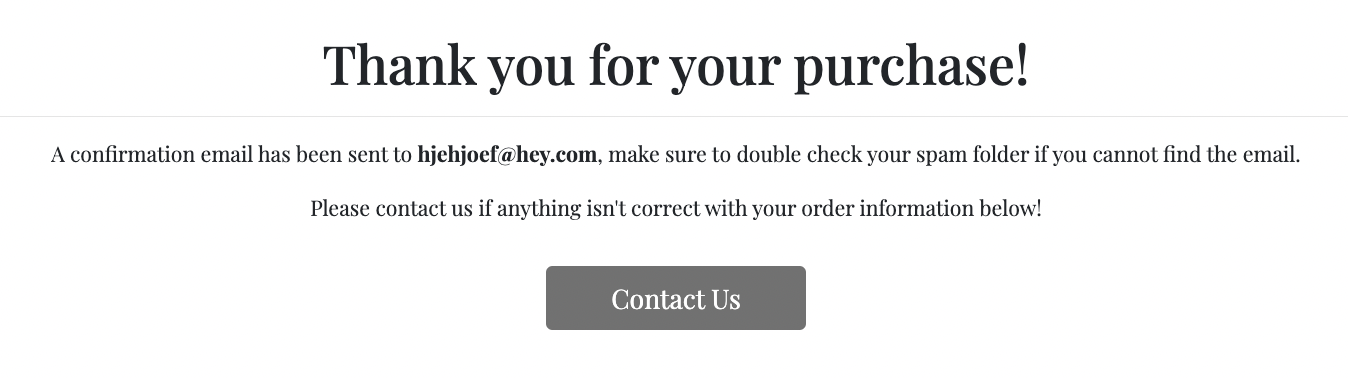 Thank you for your purchase!
A confirmation email has been sent to hjehjoef@hey.com, make sure to double check your spam folder if you cannot find the email.
Please contact us if anything isn't correct with your order information below!
Contact Us